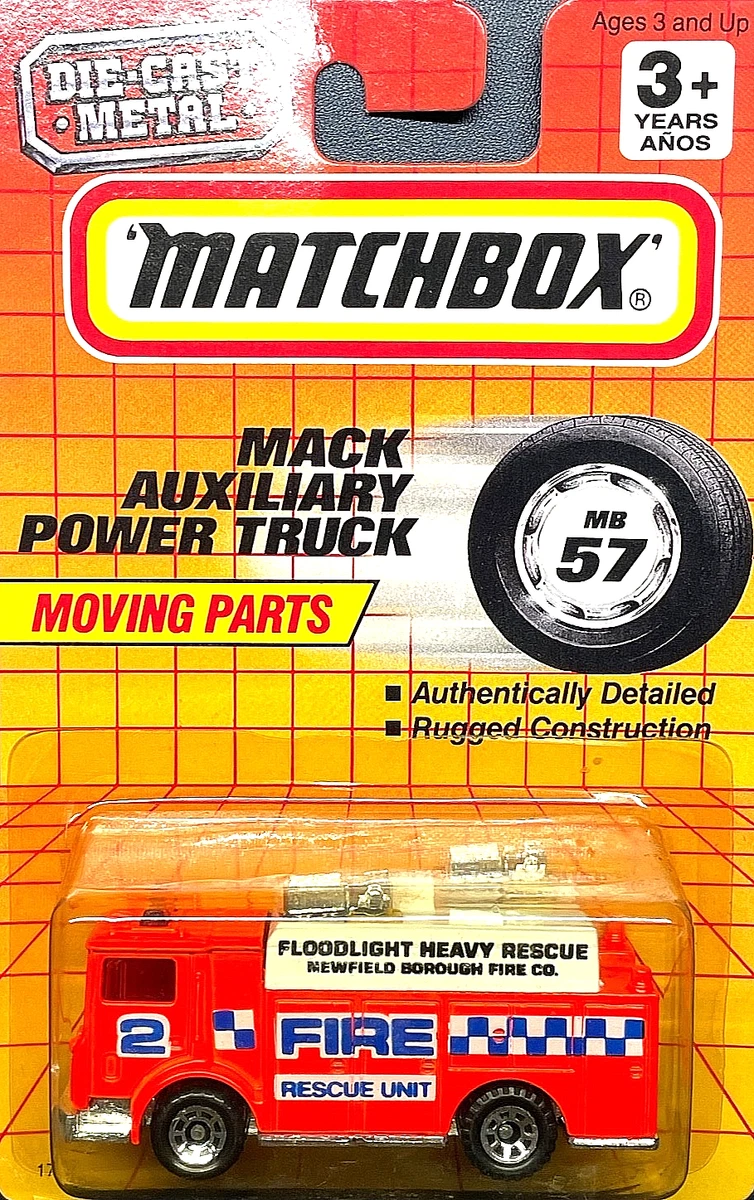 Ages 3 and Up
DIE-CAST
• METAL •
3+
YEARS
AÑOS
'MATCHBOX'®
MACK
AUXILIARY
POWER TRUCK
MB
57
MOVING PARTS
■ Authentically Detailed
■ Rugged Construction
FLOODLIGHT HEAVY RESCUE
NEWFIELD BOROUGH FIRE CO.
2
FIRE
RESCUE UNIT